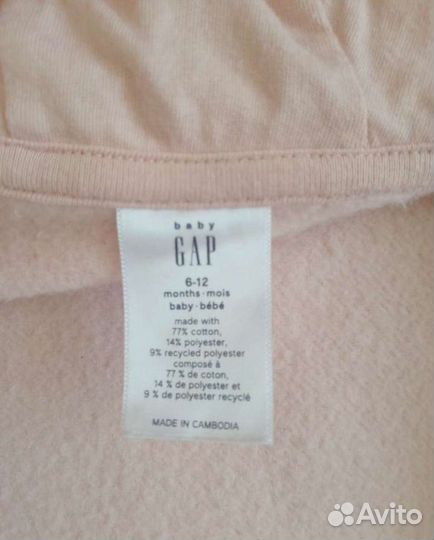 baby
GAP
6-12
months·mois
baby·bébé
made with
77% cotton,
14% polyester,
9% recycled polyester
composé à
77 % de coton,
14 % de polyester et
9 % de polyester recyclé
MADE IN CAMBODIA
Avito